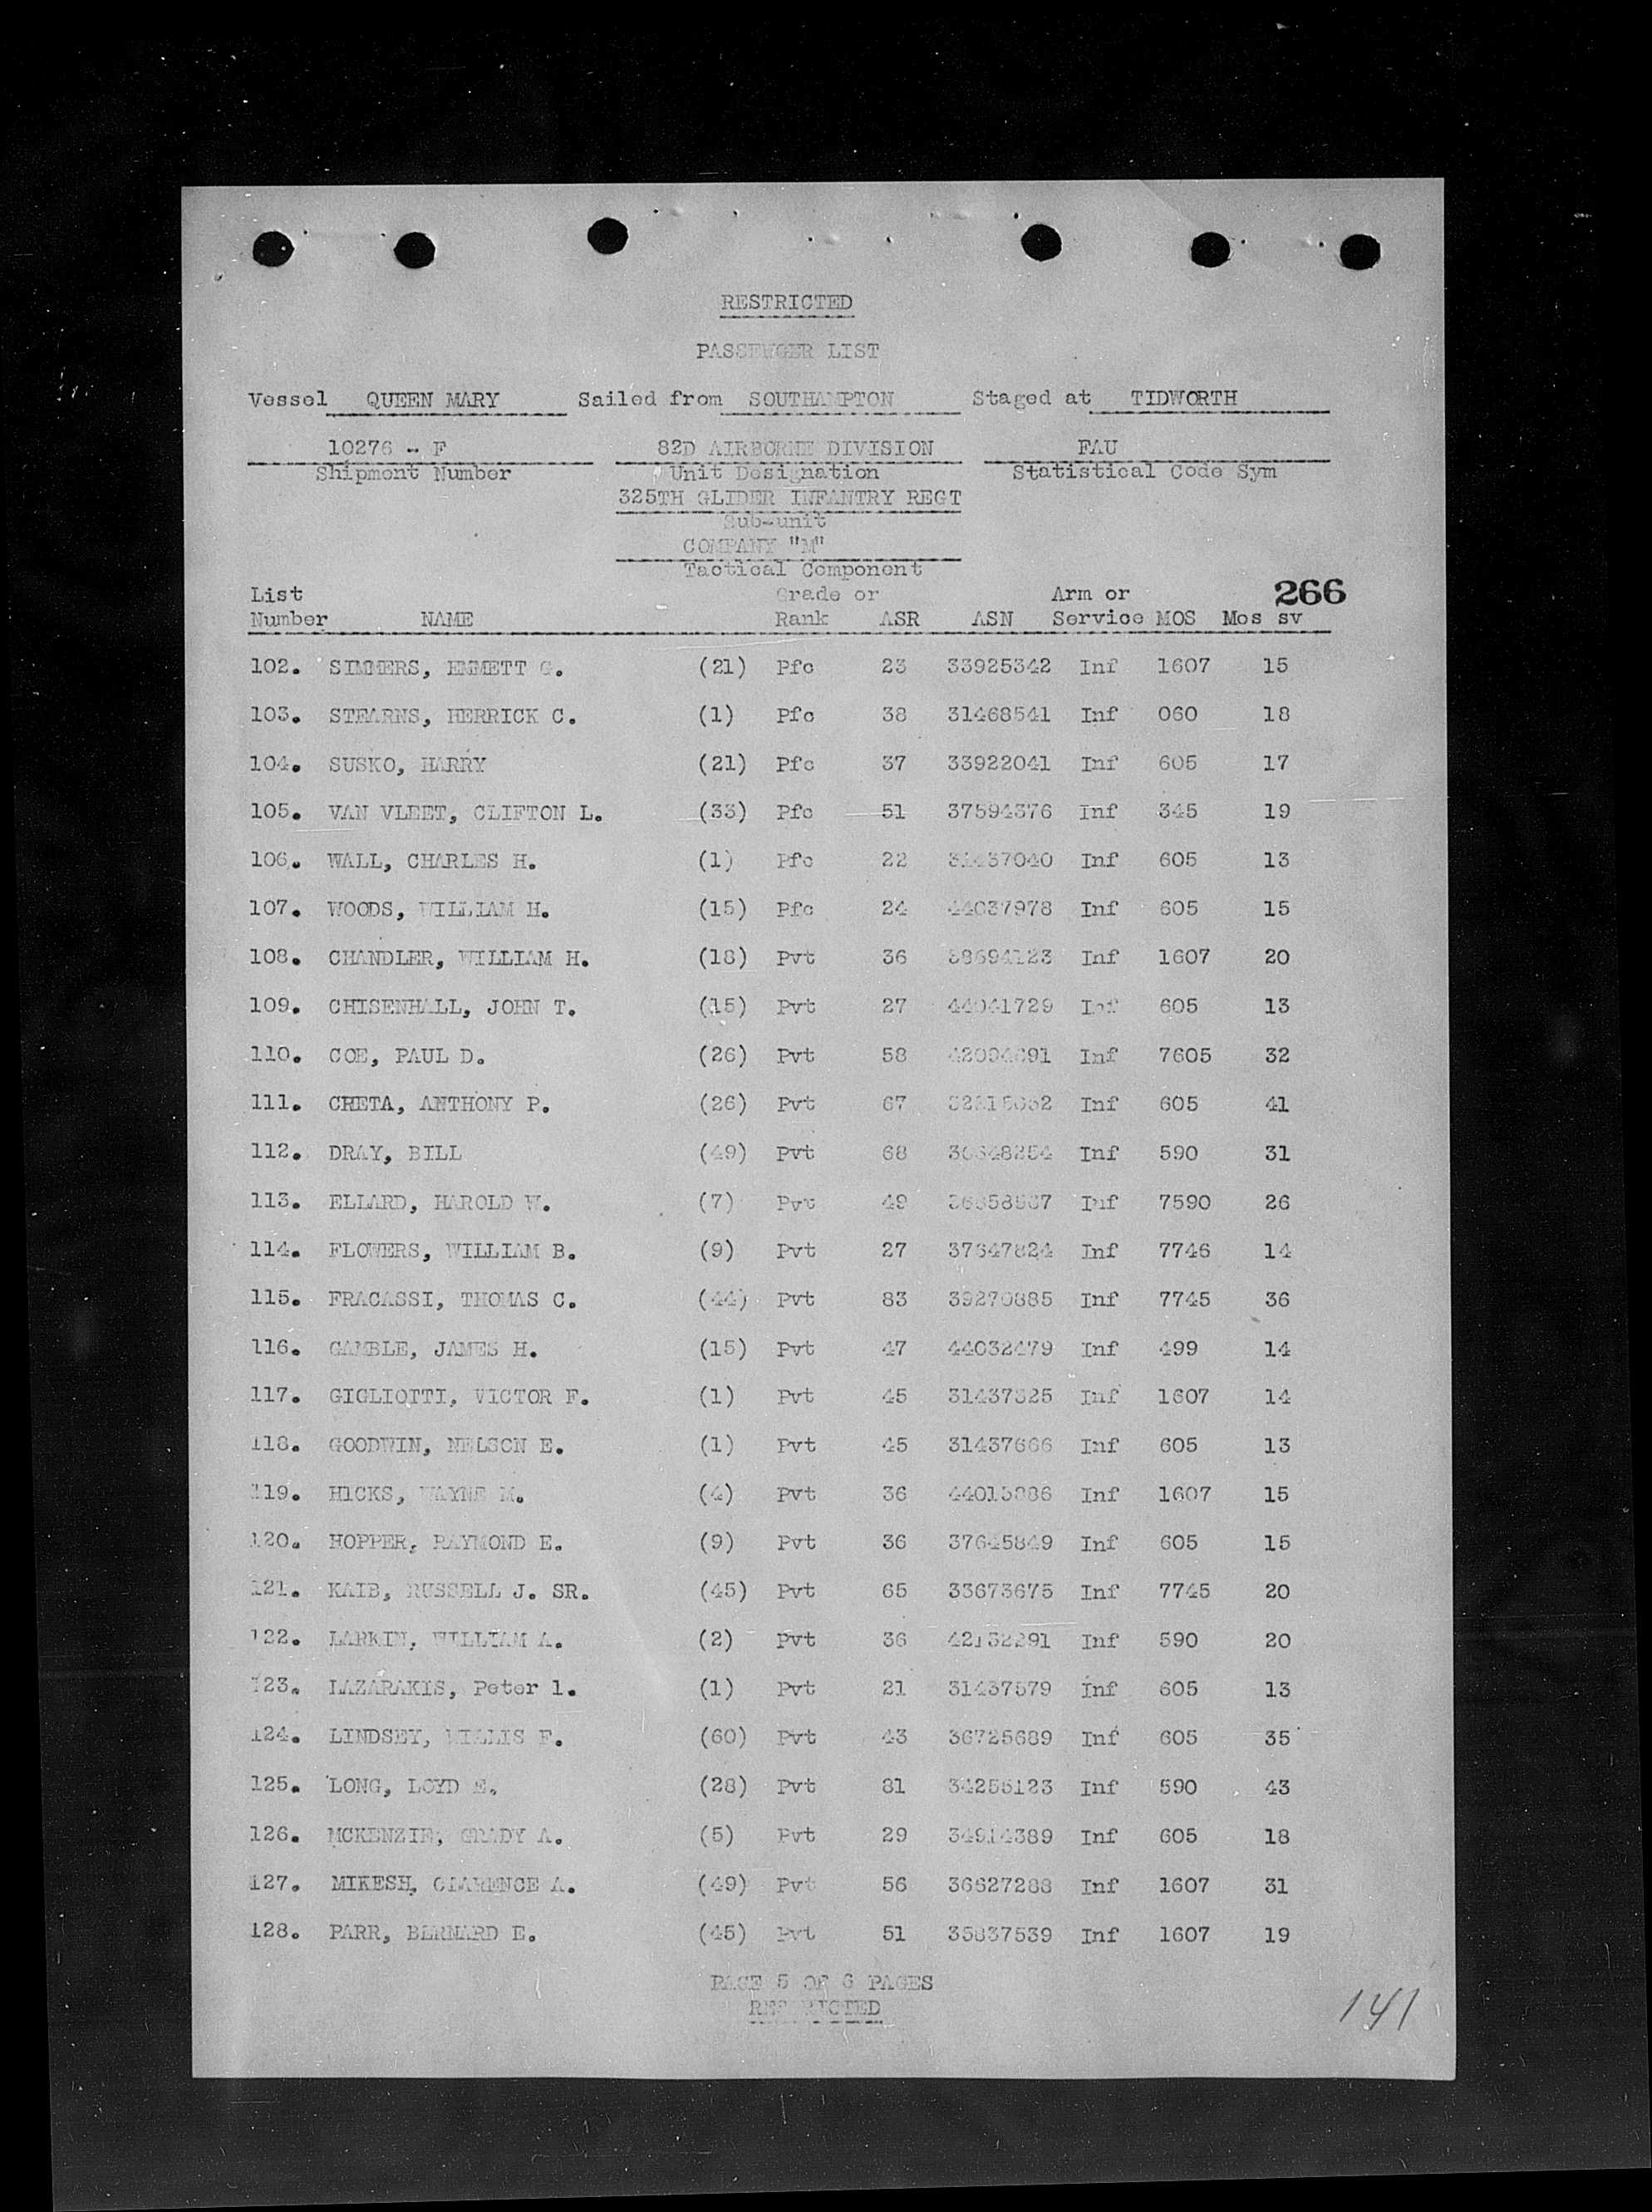 RESTRICTED
PASSENGER LIST
Vessel QUEEN MARY Sailed from SOUTHAMPTON Staged at TIDWORTH
10276 - F 82D AIRBORNE DIVISION FAU
Shipment Number Unit Designation Statistical Code Sym
325TH GLIDER INFANTRY REGT
Sub-unit
COMPANY "M"
Tactical Component
266
List Grade or Arm or
Number NAME Rank ASR ASN Service MOS Mos sv
102. SIMMERS, EMMETT G. (21) Pfc 23 33925342 Inf 1607 15
103. STEARNS, HERRICK C. (1) Pfc 38 31468541 Inf 060 18
104. SUSKO, HARRY (21) Pfc 37 33922041 Inf 605 17
105. VAN VLEET, CLIFTON L. (33) Pfc 51 37594376 Inf 345 19
106. WALL, CHARLES H. (1) Pfc 22 31437040 Inf 605 13
107. WOODS, WILLIAM H. (15) Pfc 24 44037978 Inf 605 15
108. CHANDLER, WILLIAM H. (18) Pvt 36 38694123 Inf 1607 20
109. CHISENHALL, JOHN T. (15) Pvt 27 44041729 Inf 605 13
110. COE, PAUL D. (26) Pvt 58 Inf 7605 32
111. CRETA, ANTHONY P. (26) Pvt 67 Inf 605 41
112. DRAY, BILL (49) Pvt 68 36648254 Inf 590 31
113. ELLARD, HAROLD W. (7) Pvt 49 Inf 7590 26
114. FLOWERS, WILLIAM B. (9) Pvt 27 37647824 Inf 7746 14
115. FRACASSI, THOMAS C. (44) Pvt 83 39270885 Inf 7745 36
116. GAMBLE, JAMES H. (15) Pvt 47 44032479 Inf 499 14
117. GIGLIOTTI, VICTOR F. (1) Pvt 45 31437325 Inf 1607 14
118. GOODWIN, NELSON E. (1) Pvt 45 31437666 Inf 605 13
119. HICKS, WAYNE M. (4) Pvt 36 Inf 1607 15
120. HOPPER, RAYMOND E. (9) Pvt 36 37645849 Inf 605 15
121. KAIB, RUSSELL J. SR. (45) Pvt 65 33673675 Inf 7745 20
122. LARKIN, WILLIAM A. (2) Pvt 36 42132291 Inf 590 20
123. LAZARAKIS, Peter l. (1) Pvt 21 31437579 Inf 605 13
124. LINDSEY, WILLIS F. (60) Pvt 43 36725689 Inf 605 35
125. LONG, LOYD E. (28) Pvt 81 34255123 Inf 590 43
126. MCKENZIE, GRADY A. (5) Pvt 29 34914389 Inf 605 18
127. MIKESH, CLARENCE A. (49) Pvt 56 36627288 Inf 1607 31
128. PARR, BERNARD E. (45) Pvt 51 35837539 Inf 1607 19
PAGE 5 OF 6 PAGES
RESTRICTED
141